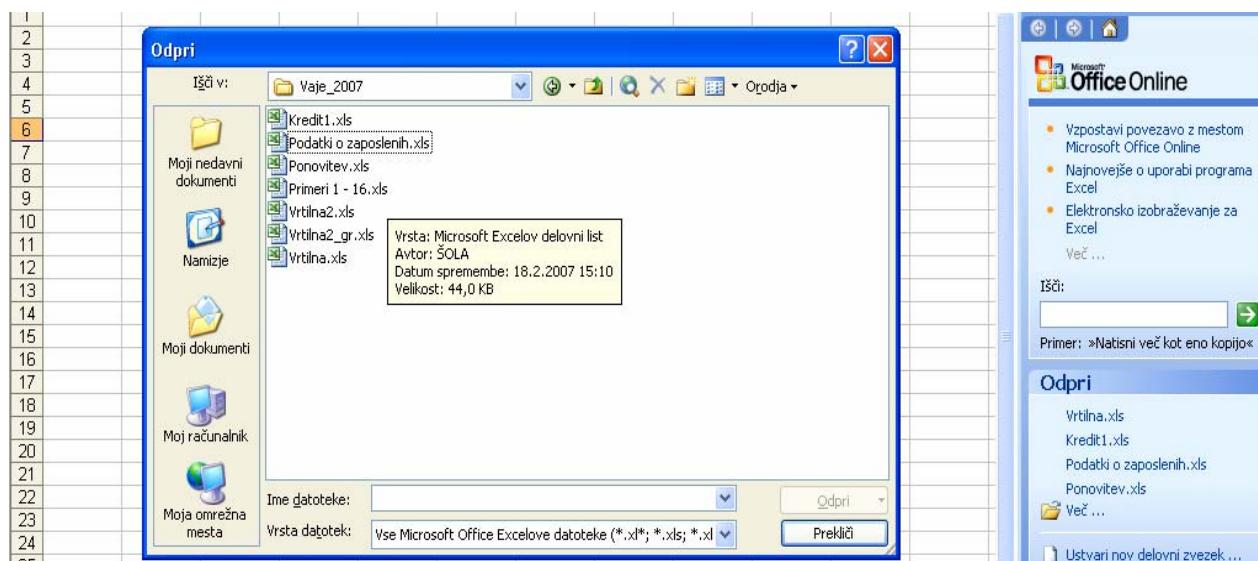 1
2
3
4
5
6
7
8
9
10
11
12
13
14
15
16
17
18
19
20
21
22
23
24
25
Odpri
Išči v:
Vaje_2007
Orodja
Moji nedavni
dokumenti
Namizje
Moji dokumenti
Moj računalnik
Moja omrežna
mesta
Kredit1.xls
Podatki o zaposlenih.xls
Ponovitev.xls
Primeri 1 - 16.xls
Vrtilna2.xls
Vrtilna2_gr.xls
Vrtilna.xls
Vrsta: Microsoft Excelov delovni list
Avtor: ŠOLA
Datum spremembe: 18.2.2007 15:10
Velikost: 44,0 KB
Ime datoteke:
Odpri
Vrsta datotek:
Vse Microsoft Office Excelove datoteke (*.xl*; *.xls; *.xl
Prekliči
Microsoft
Office Online
Vzpostavi povezavo z mestom
Microsoft Office Online
Najnovejše o uporabi programa
Excel
Elektronsko izobraževanje za
Excel
Več ...
Išči:
Primer: »Natisni več kot eno kopijo«
Odpri
Vrtilna.xls
Kredit1.xls
Podatki o zaposlenih.xls
Ponovitev.xls
Več ...
Ustvari nov delovni zvezek ...